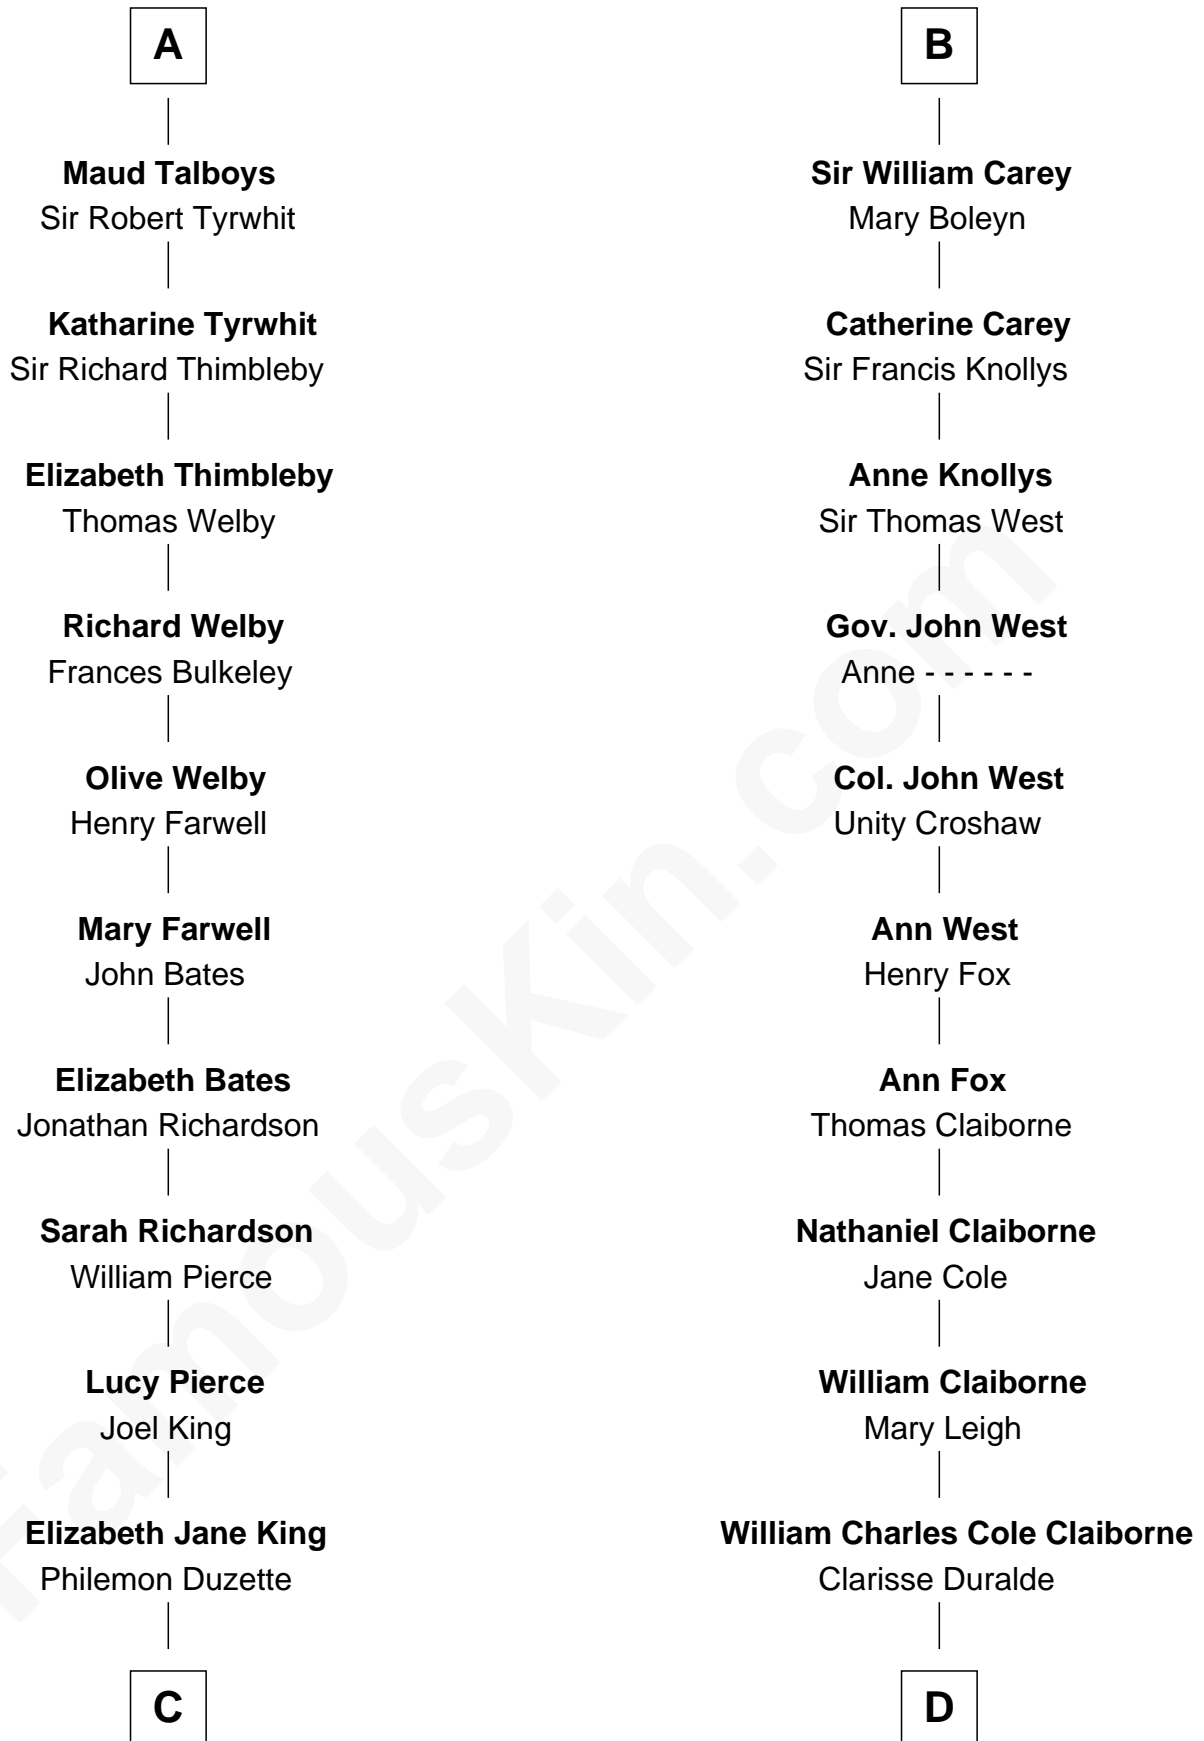 A
Maud Talboys
Sir Robert Tyrwhit
Katharine Tyrwhit
Sir Richard Thimbleby
Elizabeth Thimbleby
Thomas Welby
Richard Welby
Frances Bulkeley
Olive Welby
Henry Farwell
Mary Farwell
John Bates
Elizabeth Bates
Jonathan Richardson
Sarah Richardson
William Pierce
Lucy Pierce
Joel King
Elizabeth Jane King
Philemon Duzette
C
B
Sir William Carey
Mary Boleyn
Catherine Carey
Sir Francis Knollys
Anne Knollys
Sir Thomas West
Gov. John West
Anne - - - - - -
Col. John West
Unity Croshaw
Ann West
Henry Fox
Ann Fox
Thomas Claiborne
Nathaniel Claiborne
Jane Cole
William Claiborne
Mary Leigh
William Charles Cole Claiborne
Clarisse Duralde
D
FamousKin.com